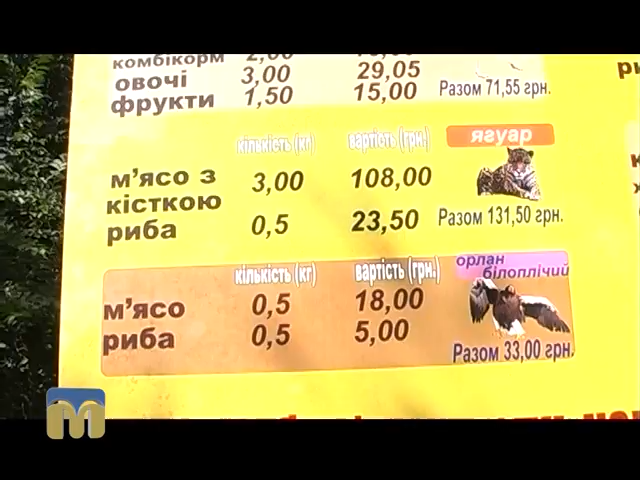 комбікорм 2,00
овочі 3,00 29,05
фрукти 1,50 15,00 Разом 71,55 грн.
кількість (кг) вартість (грн.) ягуар
м'ясо з 3,00 108,00
кісткою
риба 0,5 23,50 Разом 131,50 грн.
кількість (кг) вартість (грн.) орлан
білоплічий
м'ясо 0,5 18,00
риба 0,5 5,00
Разом 33,00 грн.